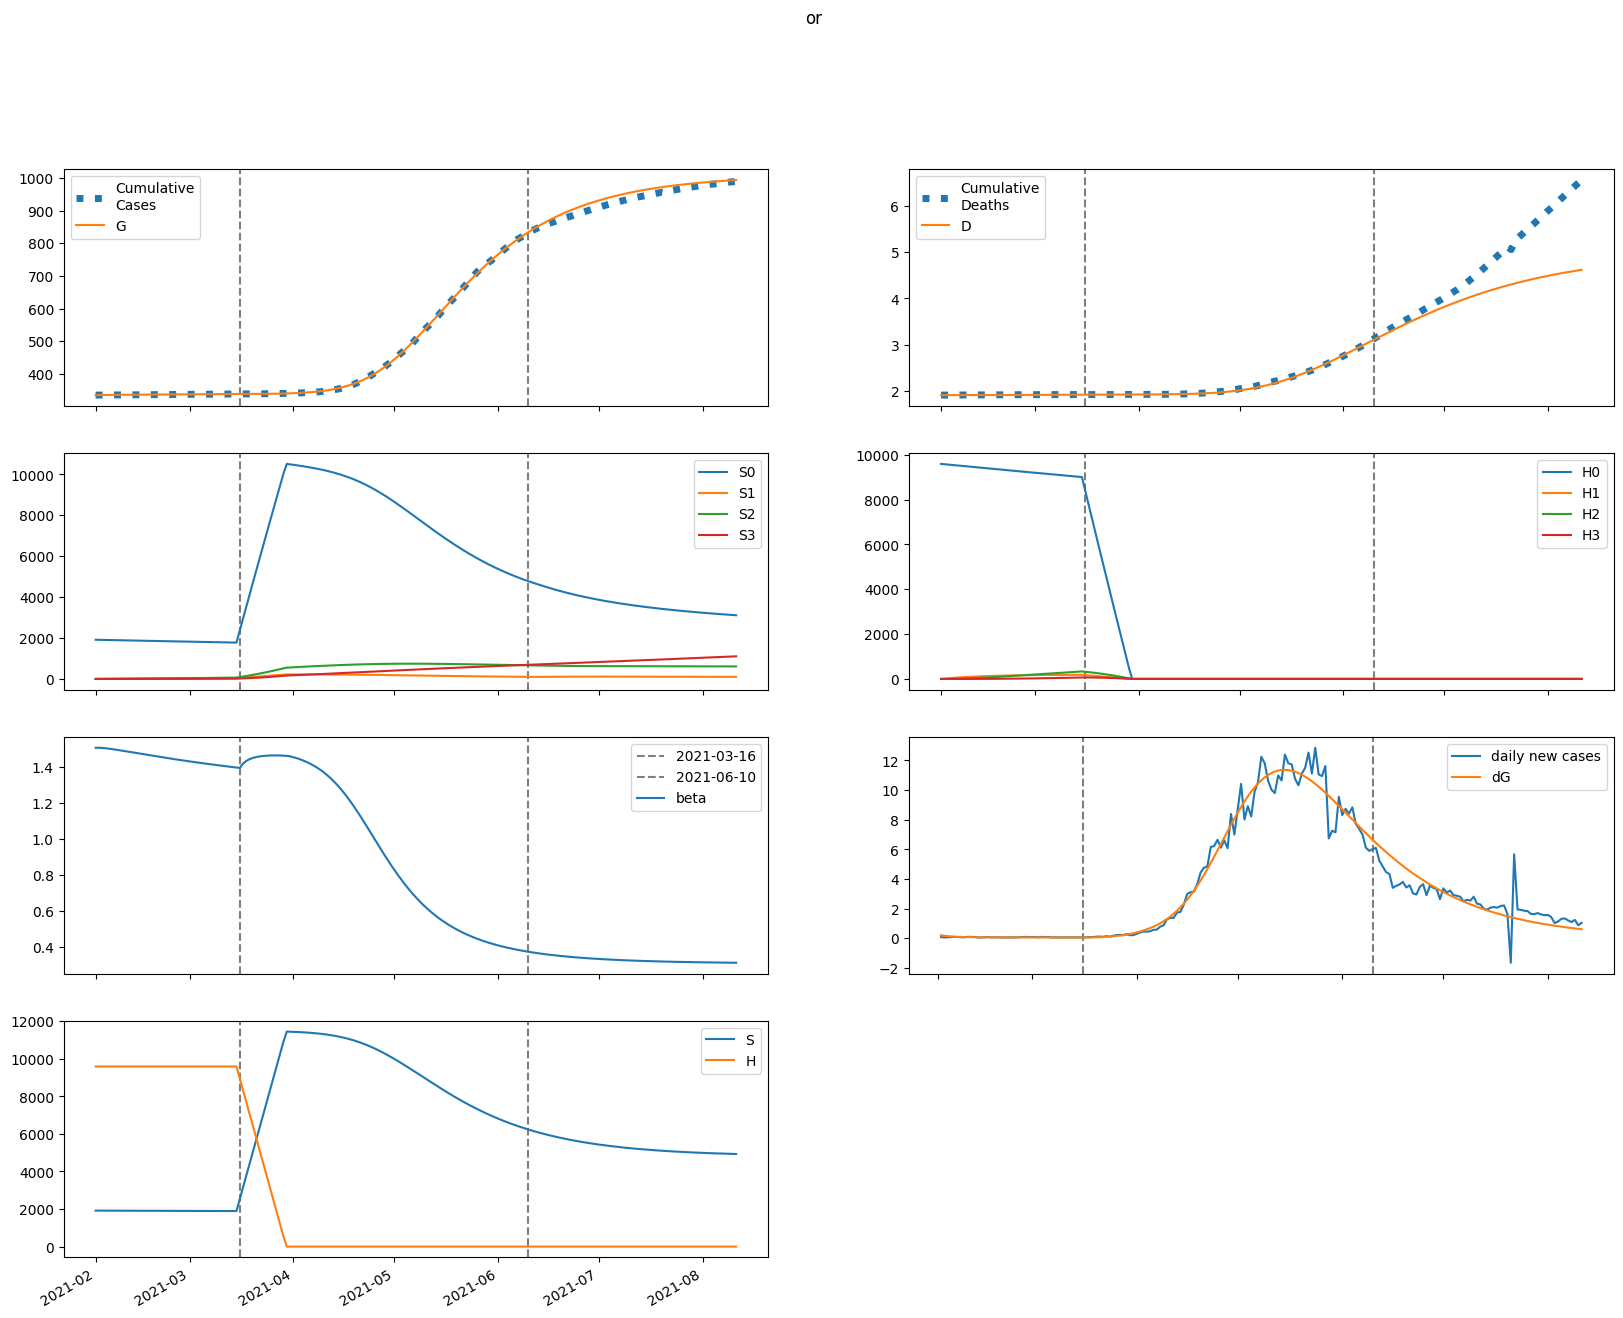 or
1000
900
800
700
600
500
400
Cumulative
Cases
G
6
5
4
3
2
Cumulative
Deaths
D
10000
8000
6000
4000
2000
0
S0
S1
S2
S3
10000
8000
6000
4000
2000
0
H0
H1
H2
H3
1.4
1.2
1.0
0.8
0.6
0.4
2021-03-16
2021-06-10
beta
12
10
8
6
4
2
0
−2
daily new cases
dG
12000
10000
8000
6000
4000
2000
0
S
H
2021-02
2021-03
2021-04
2021-05
2021-06
2021-07
2021-08